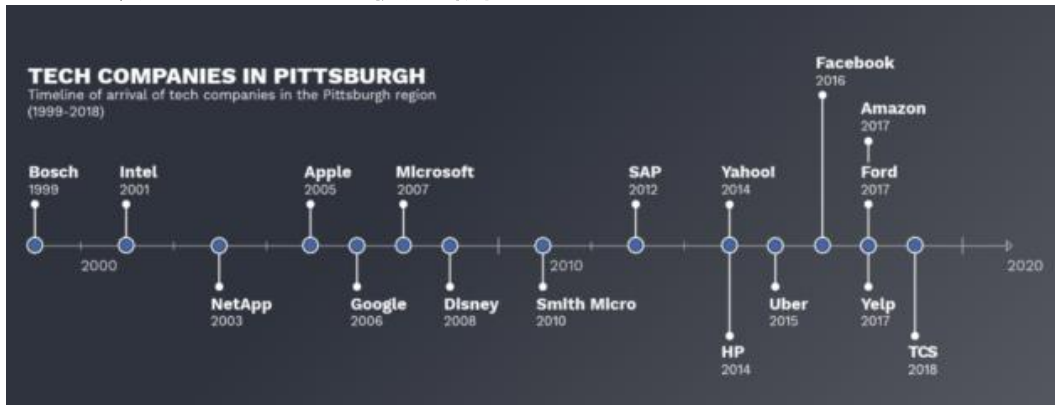 TECH COMPANIES IN PITTSBURGH
Timeline of arrival of tech companies in the Pittsburgh region
(1999-2018)
Facebook
2016
Amazon
2017
Bosch
1999
Intel
2001
Apple
2005
Microsoft
2007
SAP
2012
Yahoo!
2014
Ford
2017
2000
2010
2020
NetApp
2003
Google
2006
Disney
2008
Smith Micro
2010
Uber
2015
Yelp
2017
HP
2014
TCS
2018